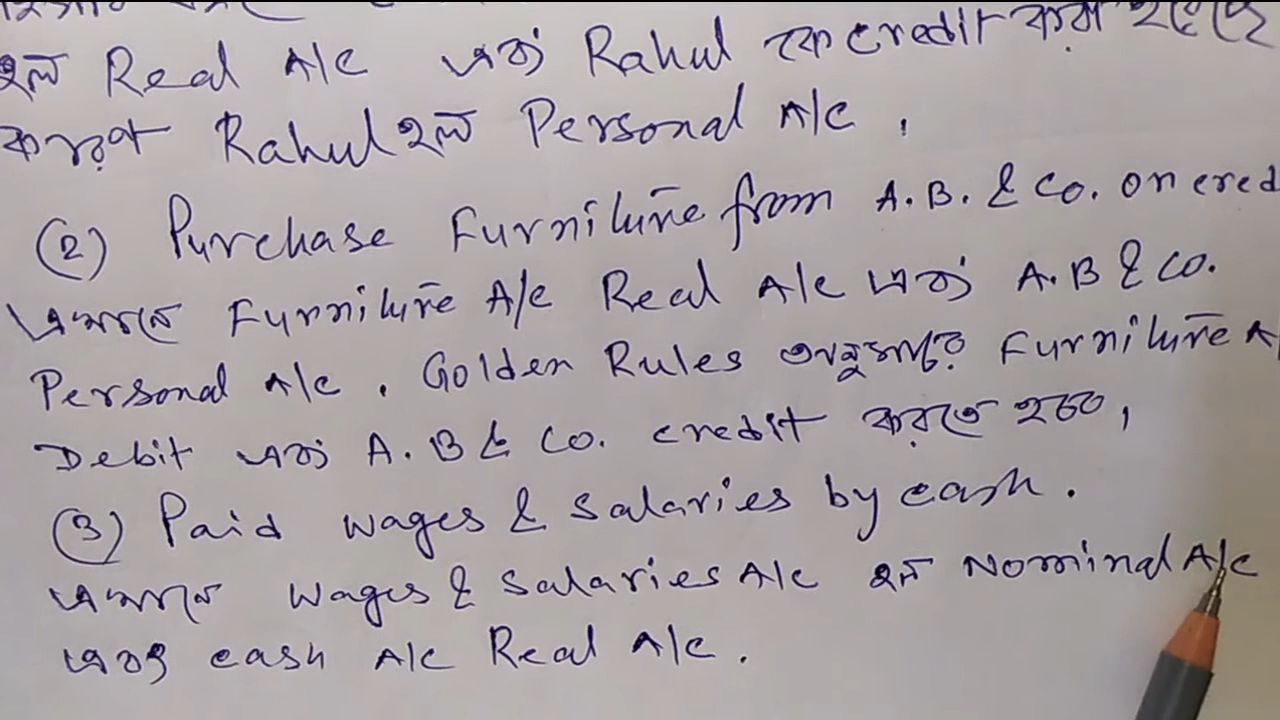 হল Real A/c এবং Rahul কে credit করা হয়েছে
কারণ Rahul হল Personal A/c ,
(2) Purchase Furniture from A.B. & Co. on cred
এখানে Furniture A/c Real A/c এবং A.B & Co.
Personal A/c . Golden Rules অনুসারে Furniture A/
Debit এবং A.B & Co. credit করতে হবে,
(3) Paid wages & Salaries by cash.
এখানে wages & Salaries A/c হল Nominal A/c
এবং cash A/c Real A/c .